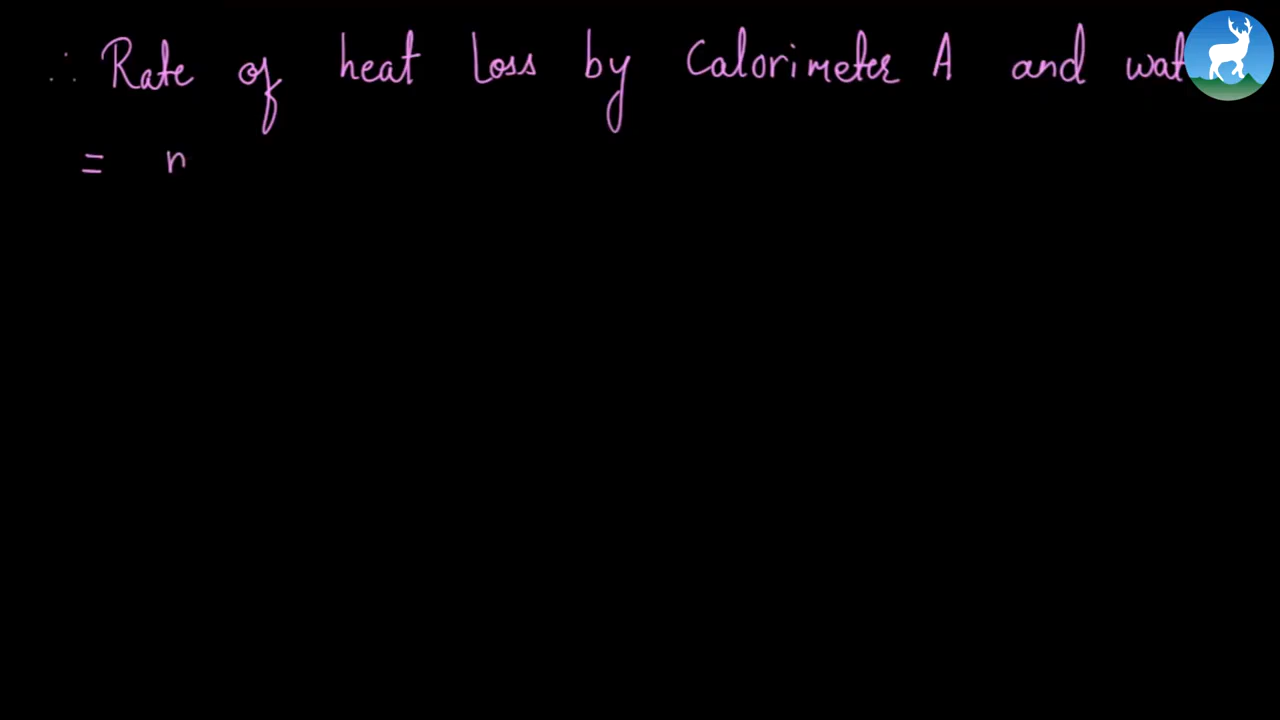 ∴ Rate of heat loss by Calorimeter A and wat
= n